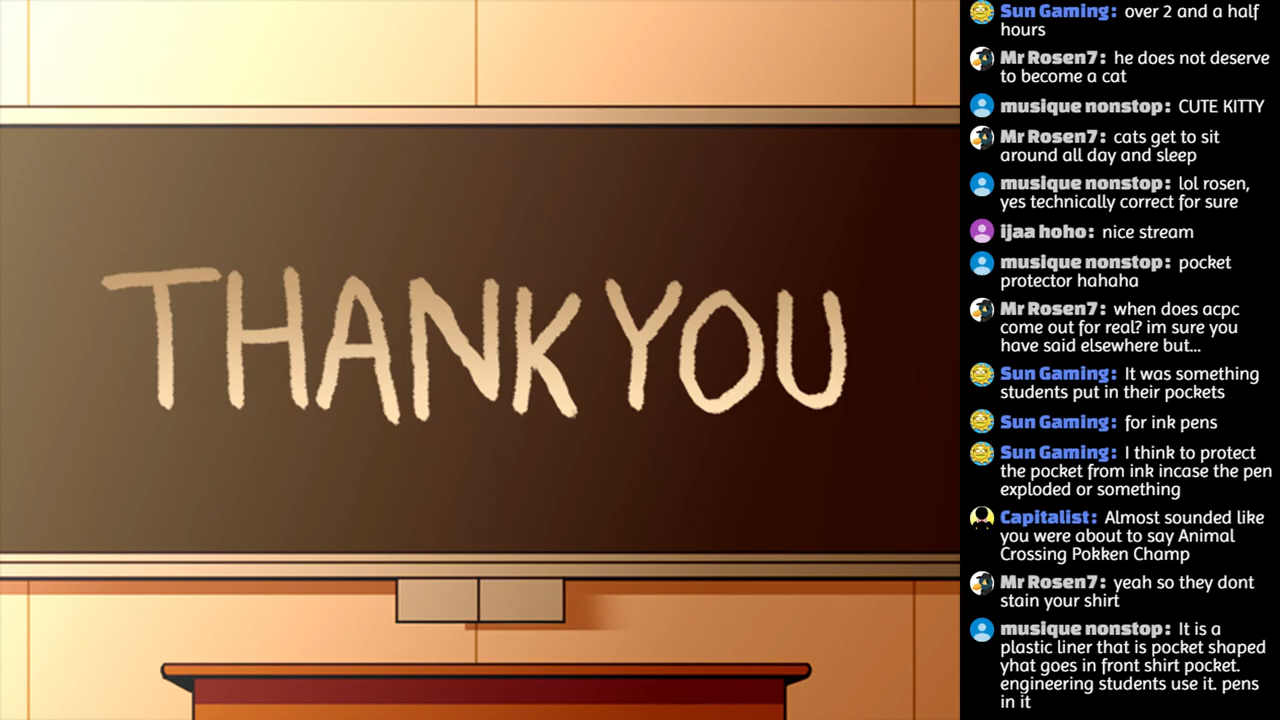 THANK YOU
Sun Gaming: over 2 and a half
hours
Mr Rosen7: he does not deserve
to become a cat
musique nonstop: CUTE KITTY
Mr Rosen7: cats get to sit
around all day and sleep
musique nonstop: lol rosen,
yes technically correct for sure
ijaa hoho: nice stream
musique nonstop: pocket
protector hahaha
Mr Rosen7: when does acpc
come out for real? im sure you
have said elsewhere but...
Sun Gaming: It was something
students put in their pockets
Sun Gaming: for ink pens
Sun Gaming: I think to protect
the pocket from ink incase the pen
exploded or something
Capitalist: Almost sounded like
you were about to say Animal
Crossing Pokken Champ
Mr Rosen7: yeah so they dont
stain your shirt
musique nonstop: It is a
plastic liner that is pocket shaped
yhat goes in front shirt pocket.
engineering students use it. pens
in it